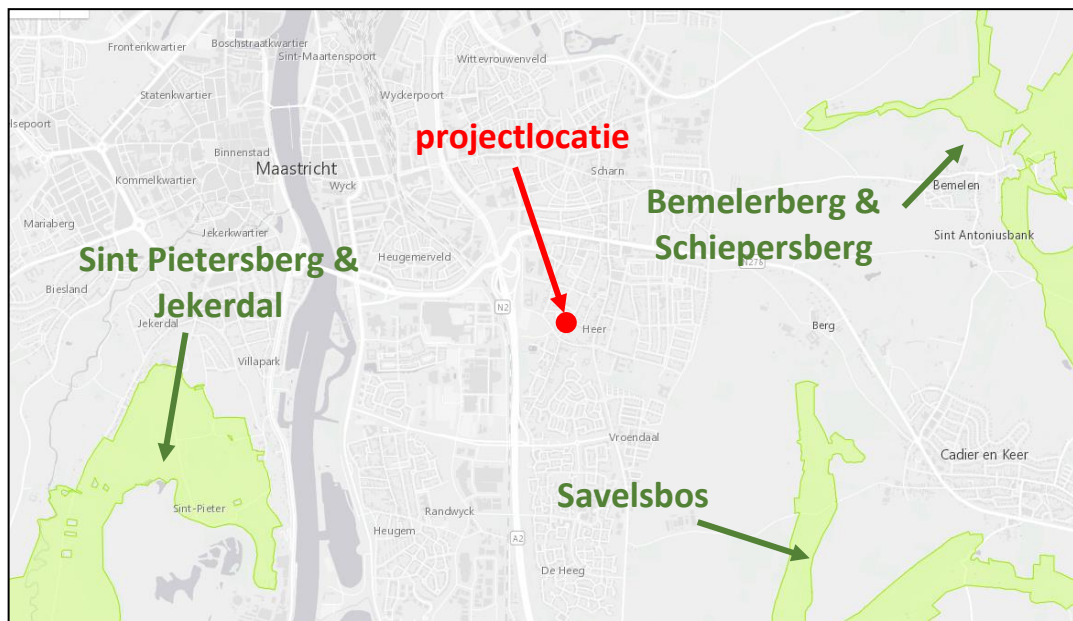 Frontenkwartier
Boschstraatkwartier
Sint-Maartenspoort
Wittevrouwenveld
Statenkwartier
Wyckerpoort
olsepoort
projectlocatie
Binnenstad
Maastricht
Scharn
Kommelkwartier
Wyck
Bemelen
Mariaberg
Bemelerberg &
Schiepersberg
Jekerkwartier
Sint Antoniusbank
Sint Pietersberg &
Jekerdal
Heugemerveld
N278
Biesland
N2
Jekerdal
Heer
Berg
Villapark
Vroendaal
Cadier en Keer
Savelsbos
Sint-Pieter
Randwyck
Heugem
A2
De Heeg